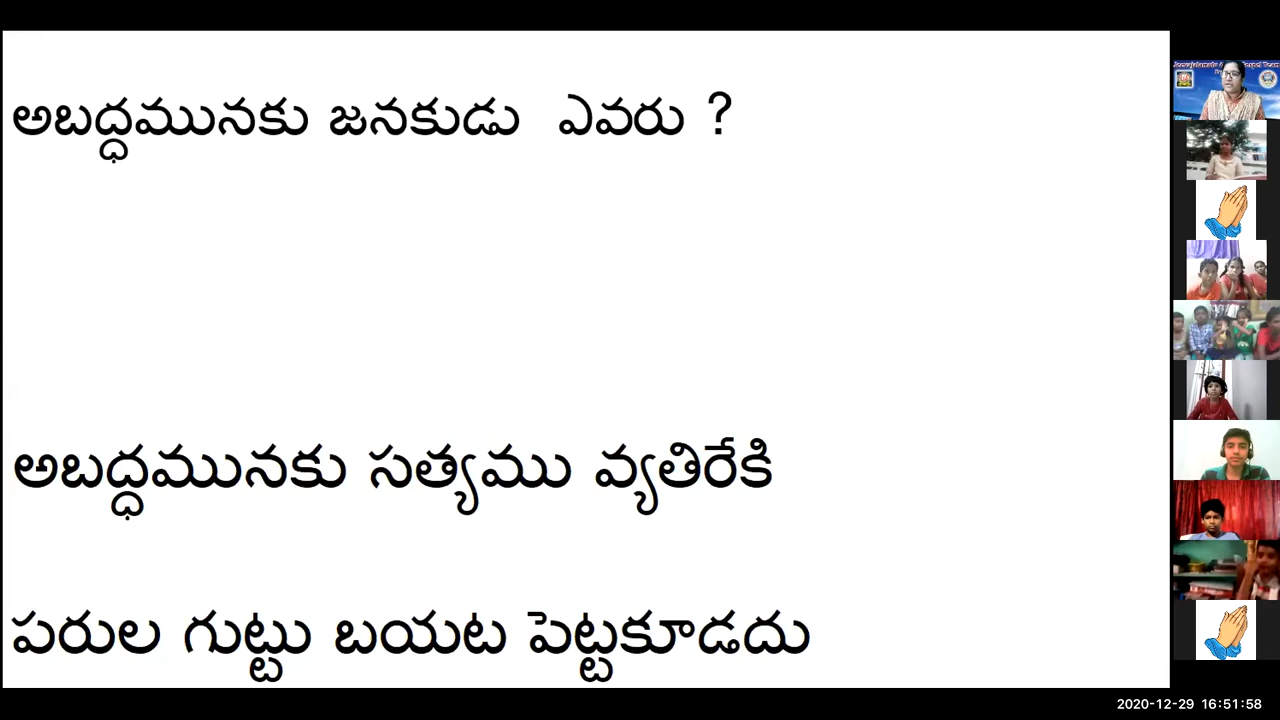 అబద్ధమునకు జనకుడు ఎవరు ?
అబద్ధమునకు సత్యము వ్యతిరేకి
పరుల గుట్టు బయట పెట్టకూడదు
2020-12-29 16:51:58